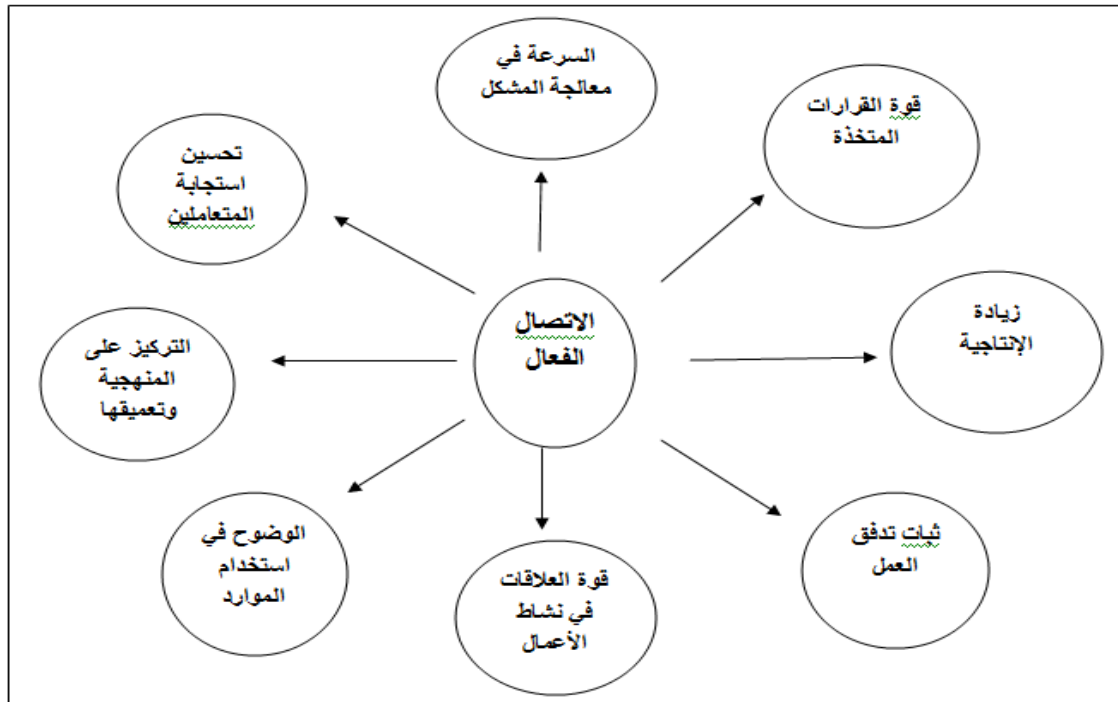 السرعة في
معالجة المشكل
قوة القرارات
المتخذة
تحسين
استجابة
المتعاملين
زيادة
الإنتاجية
الاتصال
الفعال
التركيز على
المنهجية
وتعميقها
ثبات تدفق
العمل
الوضوح في
استخدام
الموارد
قوة العلاقات
في نشاط
الأعمال